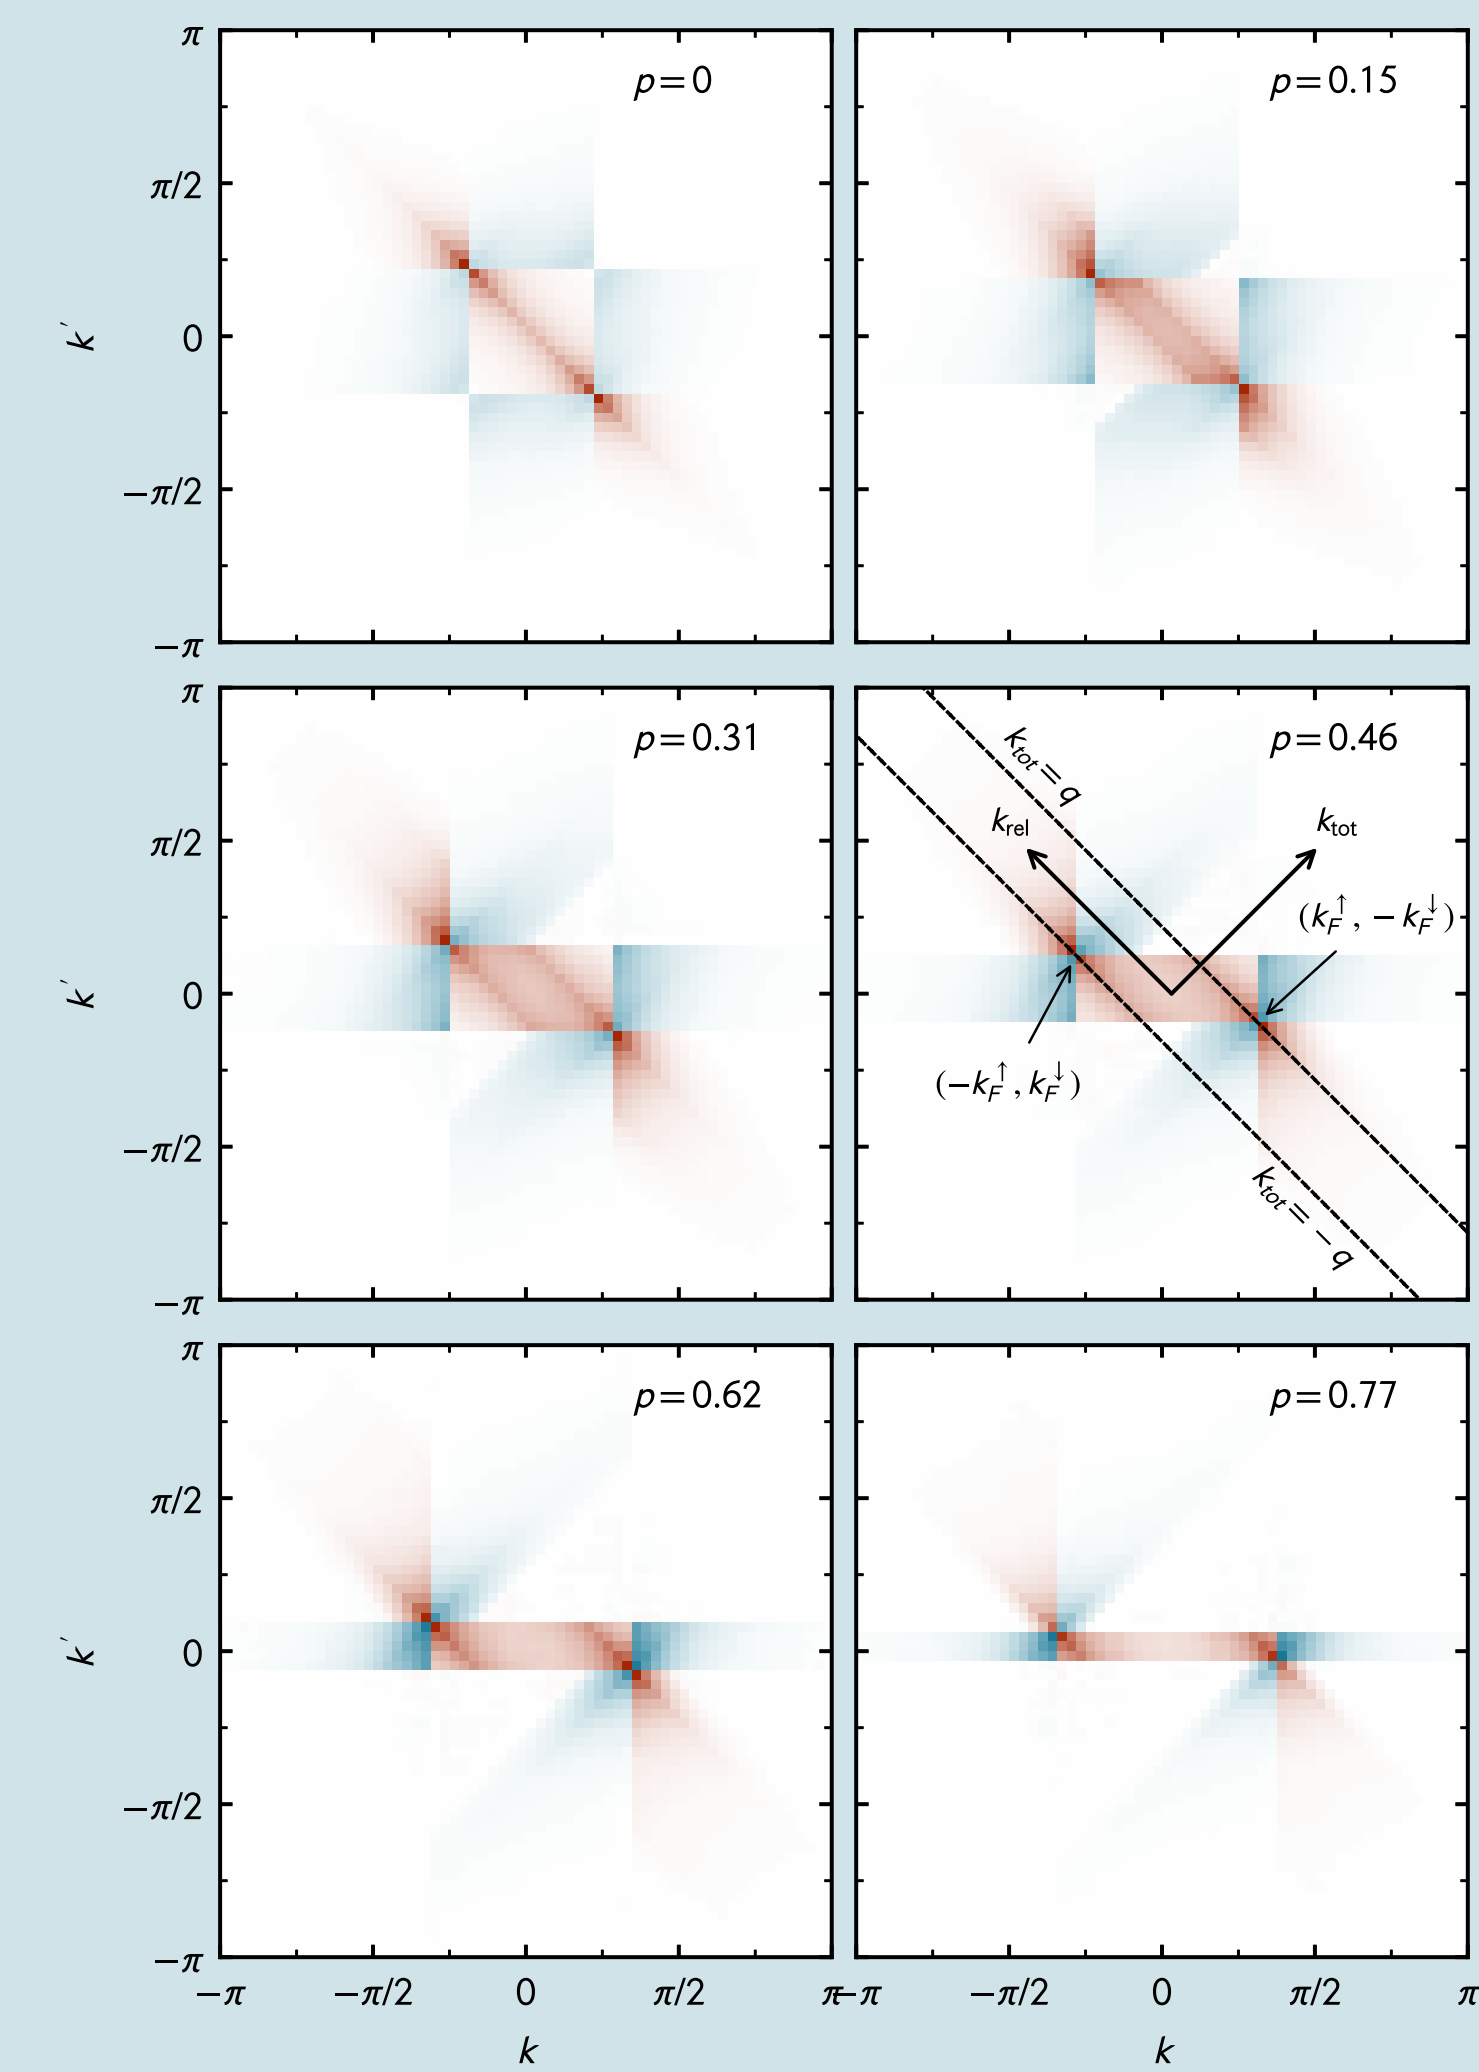 p=0
p=0.15
π
π/2
0
−π/2
−π
k′
p=0.31
p=0.46
π
π/2
0
−π/2
−π
k_tot = q
k_rel
k_tot
(k_F^↑, −k_F^↓)
(−k_F^↑, k_F^↓)
k_tot = −q
k′
p=0.62
p=0.77
π
π/2
0
−π/2
−π
k′
−π −π/2 0 π/2 π
−π −π/2 0 π/2 π
k
k